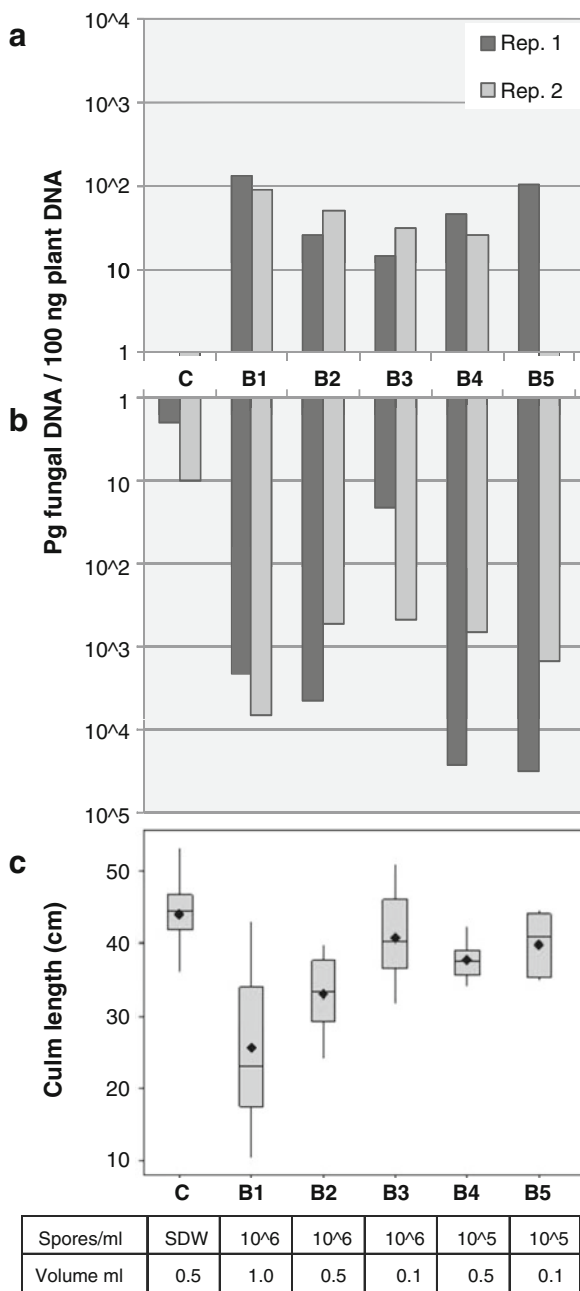 a
10^4
Rep. 1
Rep. 2
10^3
10^2
10
1
C B1 B2 B3 B4 B5
Pg fungal DNA / 100 ng plant DNA
b
1
10
10^2
10^3
10^4
10^5
c
Culm length (cm)
50
40
30
20
10
C B1 B2 B3 B4 B5
Spores/ml SDW 10^6 10^6 10^6 10^5 10^5
Volume ml 0.5 1.0 0.5 0.1 0.5 0.1